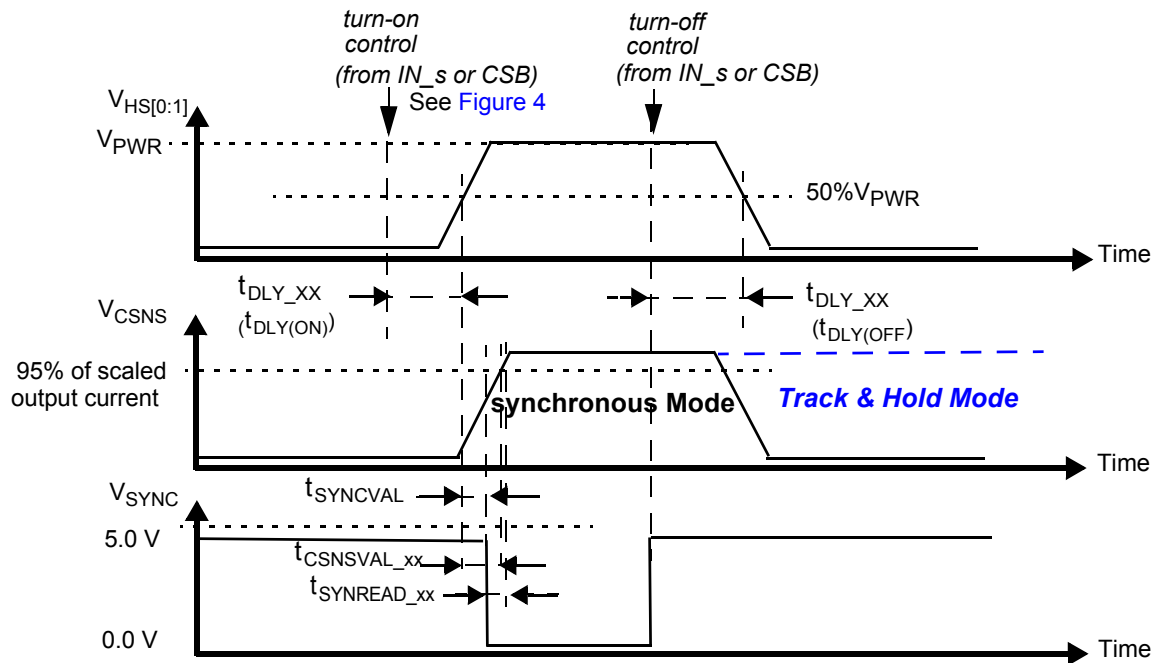 turn-on
control
(from IN_s or CSB)
See Figure 4
turn-off
control
(from IN_s or CSB)
VHS[0:1]
VPWR
50%VPWR
Time
tDLY_XX
(tDLY(ON))
tDLY_XX
(tDLY(OFF)
VCSNS
95% of scaled
output current
synchronous Mode
Track & Hold Mode
Time
tSYNCVAL
VSYNC
5.0 V
tCSNSVAL_xx
tSYNREAD_xx
0.0 V
Time